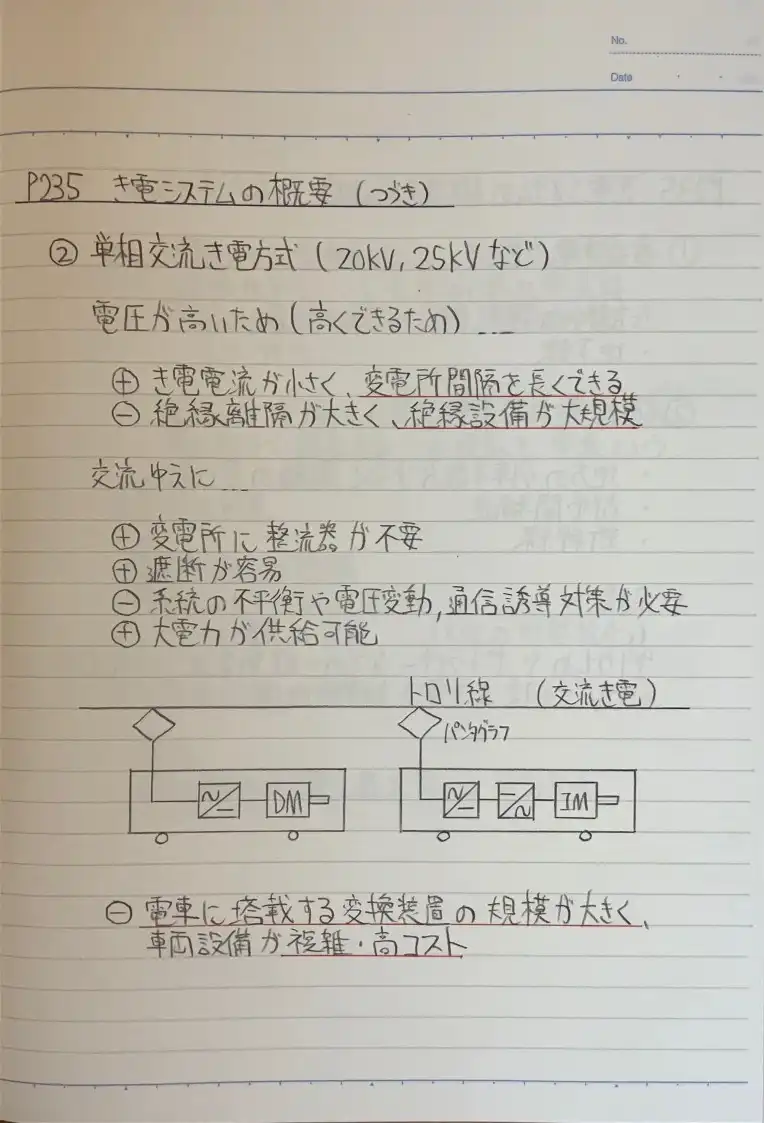 No.
Date
P235 き電システムの概要(つづき)
② 単相交流き電方式(20kV, 25kVなど)
電圧が高いため(高くできるため)...
⊕ き電電流が小さく、変電所間隔を長くできる
⊖ 絶縁離隔が大きく、絶縁設備が大規模
交流ゆえに...
⊕ 変電所に整流器が不要
⊕ 遮断が容易
⊖ 系統の不平衡や電圧変動,通信誘導対策が必要
⊕ 大電力が供給可能
トロリ線 (交流き電)
パンタグラフ
DM
IM
⊖ 電車に搭載する変換装置の規模が大きく、
車両設備が複雑・高コスト